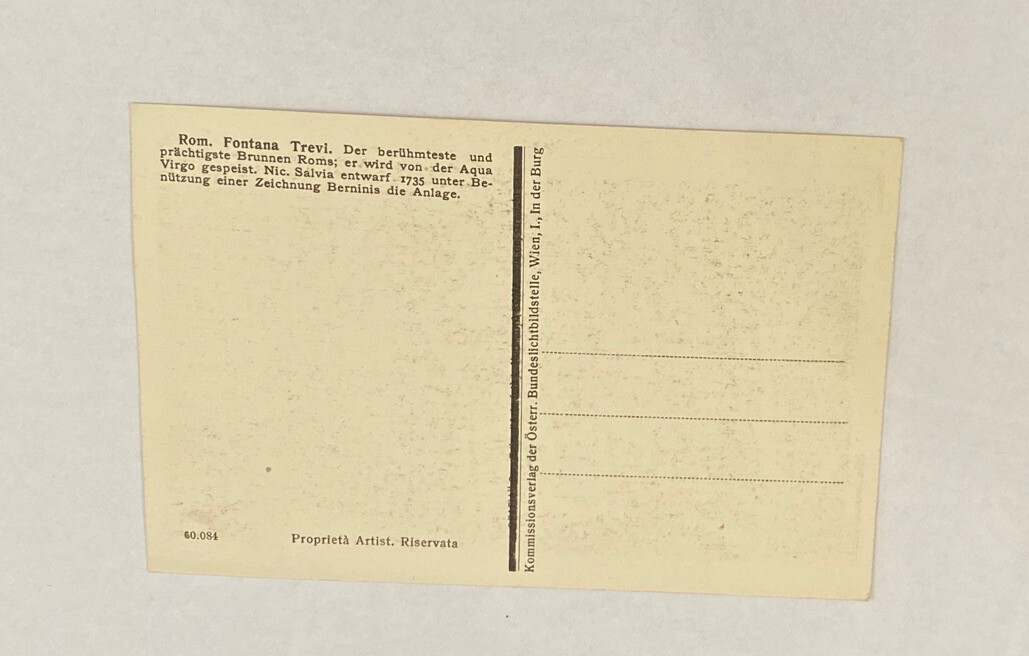 Rom. Fontana Trevi. Der berühmteste und
prächtigste Brunnen Roms; er wird von der Aqua
Virgo gespeist. Nic. Salvia entwarf 1735 unter Be-
nützung einer Zeichnung Berninis die Anlage.
60.084
Proprietà Artist. Riservata
Kommissionsverlag der Österr. Bundeslichtbildstelle, Wien, I., In der Burg